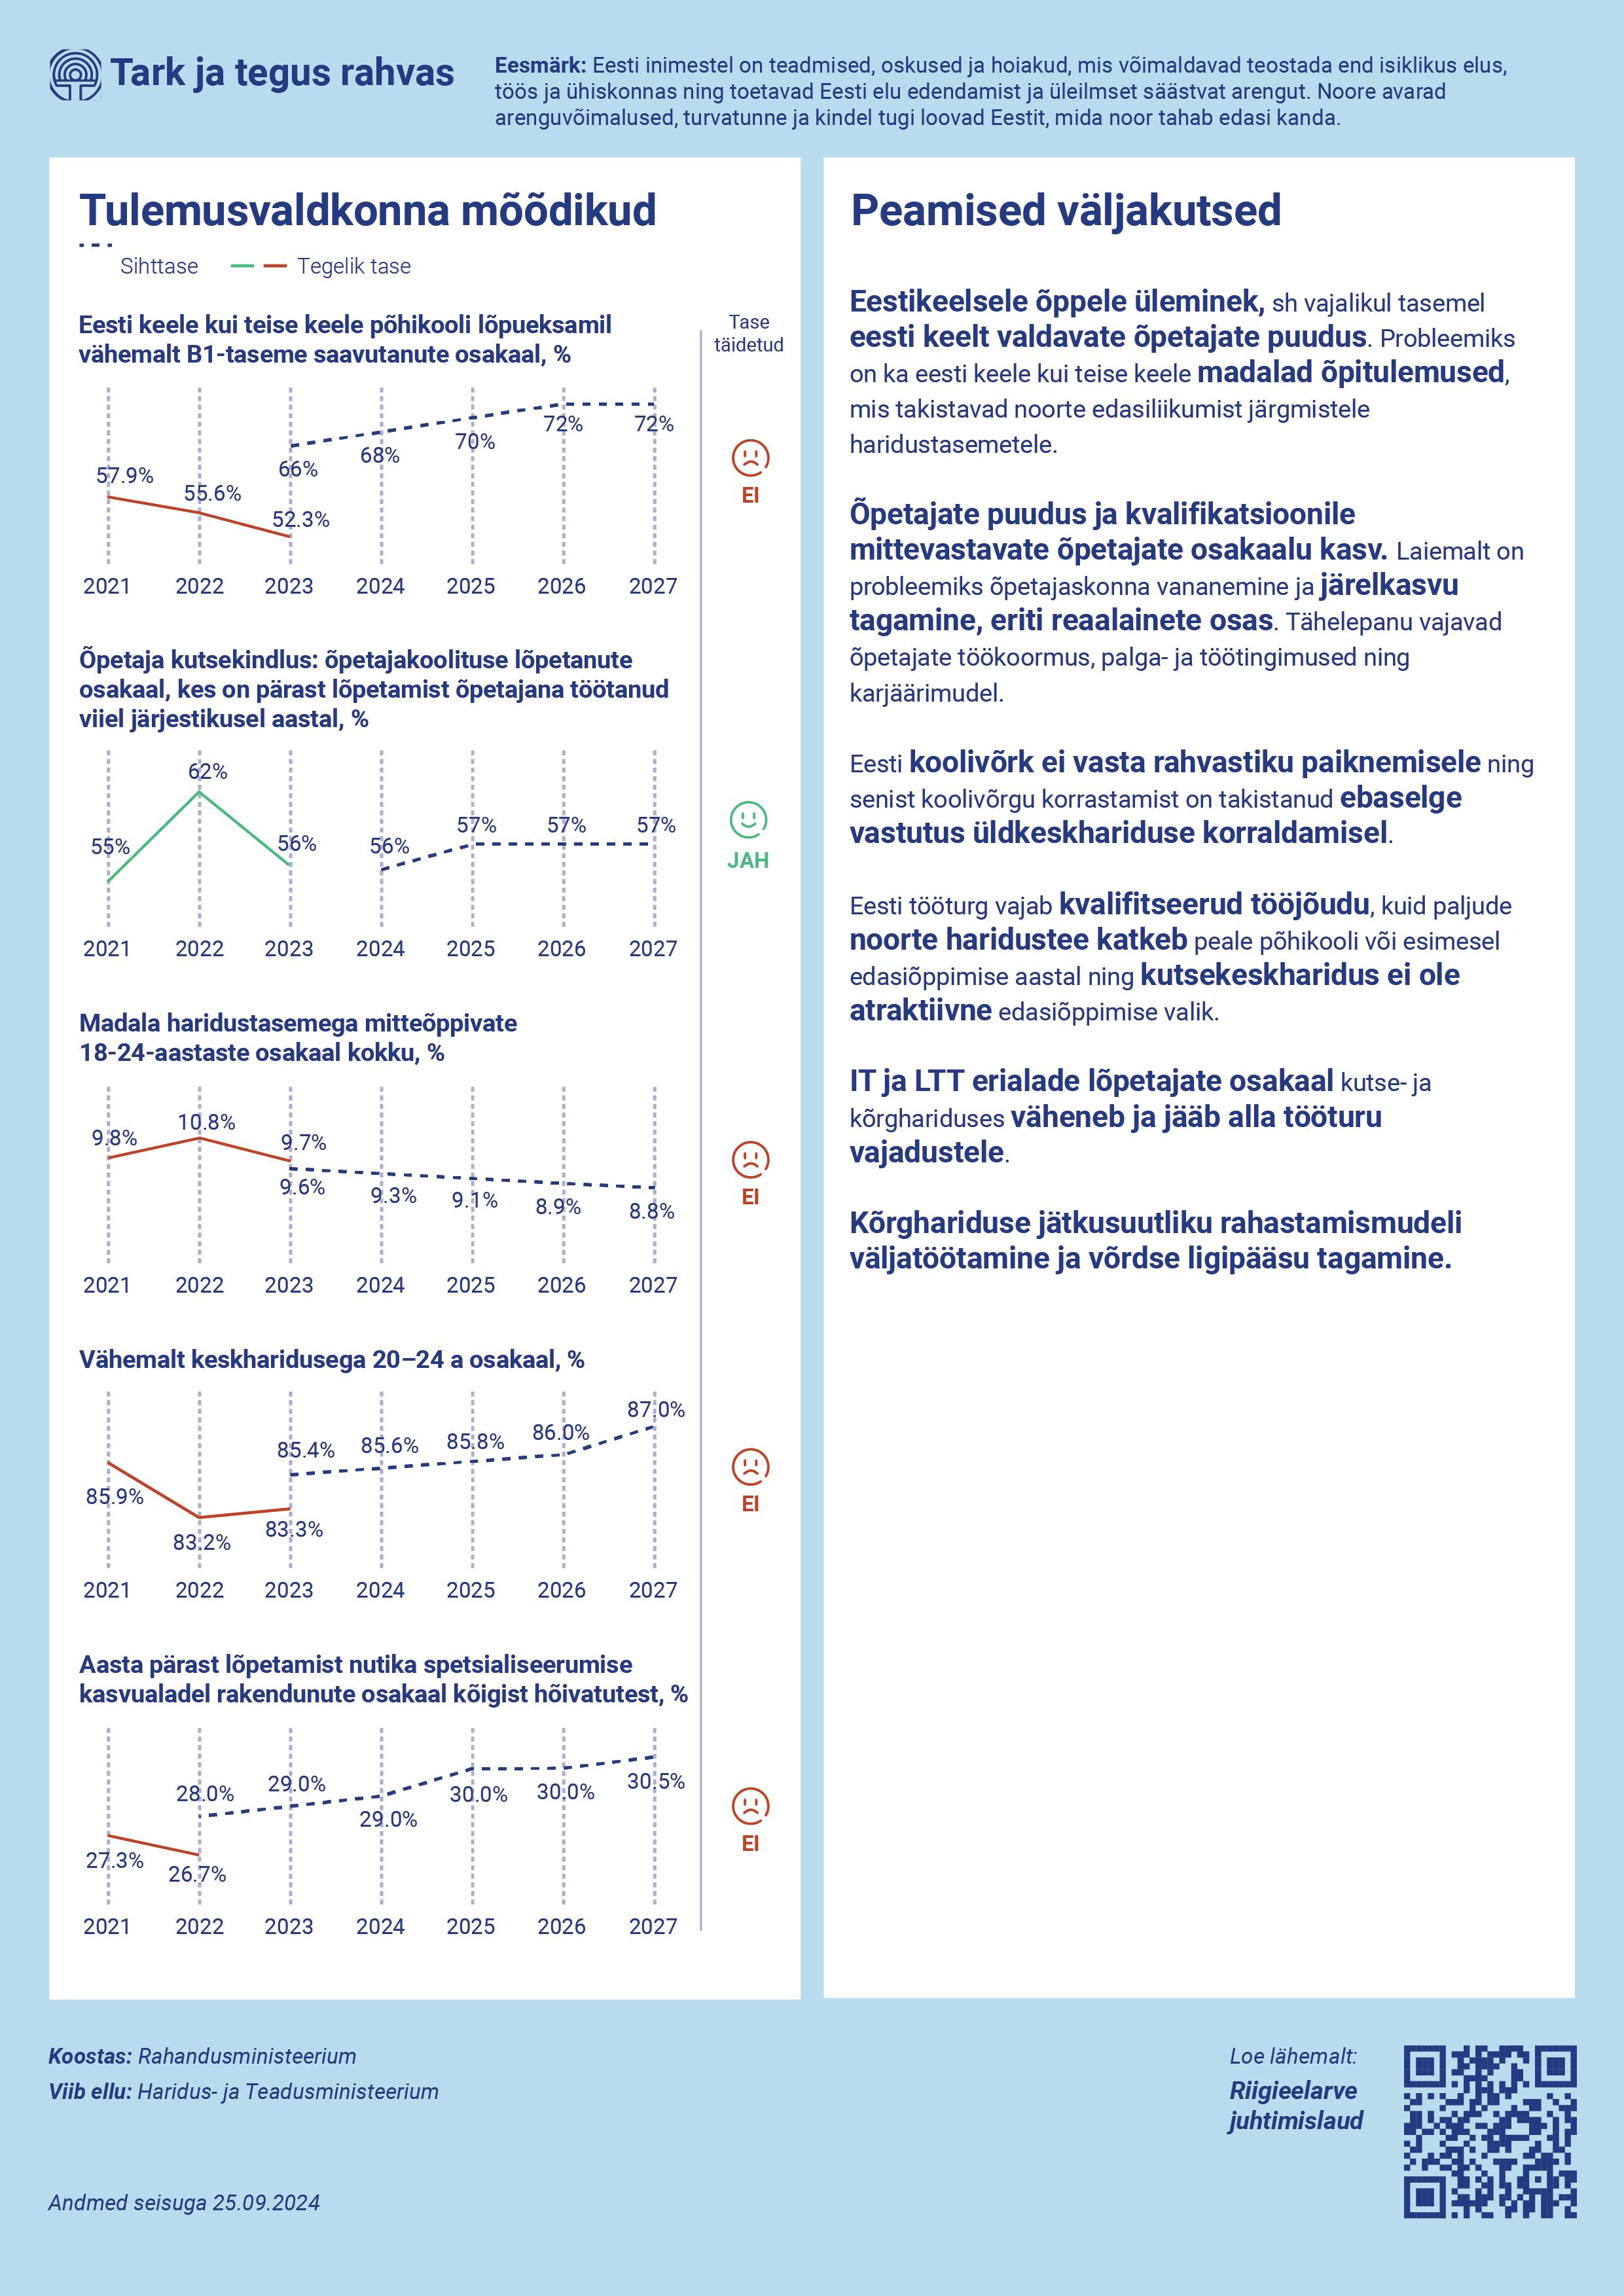 Tark ja tegus rahvas
Eesmärk: Eesti inimestel on teadmised, oskused ja hoiakud, mis võimaldavad teostada end isiklikus elus,
töös ja ühiskonnas ning toetavad Eesti elu edendamist ja üleilmset säästvat arengut. Noore avarad
arenguvõimalused, turvatunne ja kindel tugi loovad Eestit, mida noor tahab edasi kanda.
Tulemusvaldkonna mõõdikud
Sihttase
Tegelik tase
Tase
täidetud
Eesti keele kui teise keele põhikooli lõpueksamil
vähemalt B1-taseme saavutanute osakaal, %
57.9% 55.6% 52.3%
66% 68% 70% 72% 72%
EI
2021 2022 2023 2024 2025 2026 2027
Õpetaja kutsekindlus: õpetajakoolituse lõpetanute
osakaal, kes on pärast lõpetamist õpetajana töötanud
viiel järjestikusel aastal, %
55% 62% 56%
56% 57% 57% 57%
JAH
2021 2022 2023 2024 2025 2026 2027
Madala haridustasemega mitteõppivate
18-24-aastaste osakaal kokku, %
9.8% 10.8% 9.7%
9.6% 9.3% 9.1% 8.9% 8.8%
EI
2021 2022 2023 2024 2025 2026 2027
Vähemalt keskharidusega 20–24 a osakaal, %
85.9% 83.2% 83.3%
85.4% 85.6% 85.8% 86.0% 87.0%
EI
2021 2022 2023 2024 2025 2026 2027
Aasta pärast lõpetamist nutika spetsialiseerumise
kasvualadel rakendunute osakaal kõigist hõivatutest, %
27.3% 26.7%
28.0% 29.0% 29.0% 30.0% 30.0% 30.5%
EI
2021 2022 2023 2024 2025 2026 2027
Peamised väljakutsed
Eestikeelsele õppele üleminek, sh vajalikul tasemel
eesti keelt valdavate õpetajate puudus. Probleemiks
on ka eesti keele kui teise keele madalad õpitulemused,
mis takistavad noorte edasiliikumist järgmistele
haridustasemetele.
Õpetajate puudus ja kvalifikatsioonile
mittevastavate õpetajate osakaalu kasv. Laiemalt on
probleemiks õpetajaskonna vananemine ja järelkasvu
tagamine, eriti reaalainete osas. Tähelepanu vajavad
õpetajate töökoormus, palga- ja töötingimused ning
karjäärimudel.
Eesti koolivõrk ei vasta rahvastiku paiknemisele ning
senist koolivõrgu korrastamist on takistanud ebaselge
vastutus üldkeskhariduse korraldamisel.
Eesti tööturg vajab kvalifitseerud tööjõudu, kuid paljude
noorte haridustee katkeb peale põhikooli või esimesel
edasiõppimise aastal ning kutsekeskharidus ei ole
atraktiivne edasiõppimise valik.
IT ja LTT erialade lõpetajate osakaal kutse- ja
kõrghariduses väheneb ja jääb alla tööturu
vajadustele.
Kõrghariduse jätkusuutliku rahastamismudeli
väljatöötamine ja võrdse ligipääsu tagamine.
Koostas: Rahandusministeerium
Viib ellu: Haridus- ja Teadusministeerium
Andmed seisuga 25.09.2024
Loe lähemalt:
Riigieelarve
juhtimislaud